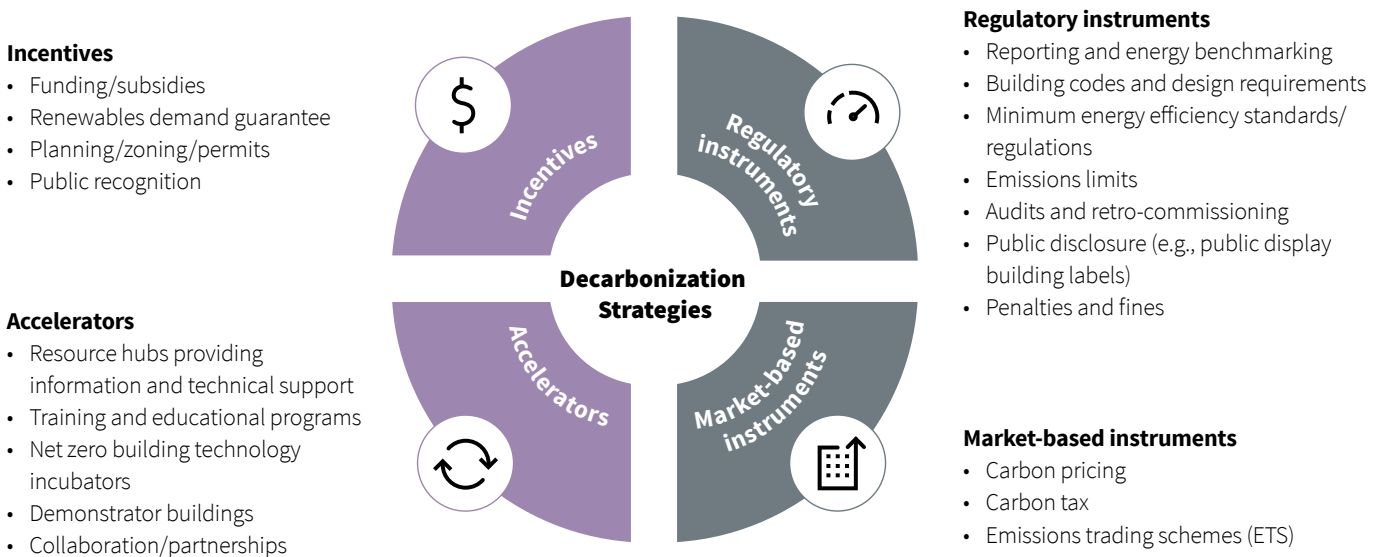 Incentives
• Funding/subsidies
• Renewables demand guarantee
• Planning/zoning/permits
• Public recognition
Accelerators
• Resource hubs providing
information and technical support
• Training and educational programs
• Net zero building technology
incubators
• Demonstrator buildings
• Collaboration/partnerships
$
Incentives
Regulatory
instruments
Decarbonization
Strategies
Accelerators
Market-based
instruments
Regulatory instruments
• Reporting and energy benchmarking
• Building codes and design requirements
• Minimum energy efficiency standards/
regulations
• Emissions limits
• Audits and retro-commissioning
• Public disclosure (e.g., public display
building labels)
• Penalties and fines
Market-based instruments
• Carbon pricing
• Carbon tax
• Emissions trading schemes (ETS)